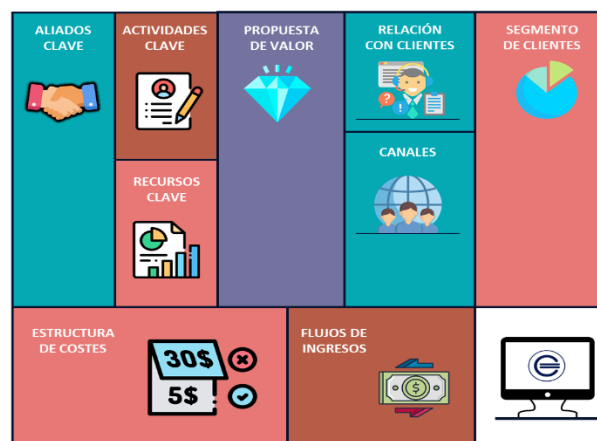 ALIADOS
CLAVE
ACTIVIDADES
CLAVE
PROPUESTA
DE VALOR
RELACIÓN
CON CLIENTES
SEGMENTO
DE CLIENTES
RECURSOS
CLAVE
CANALES
ESTRUCTURA
DE COSTES
30$
5$
FLUJOS DE
INGRESOS